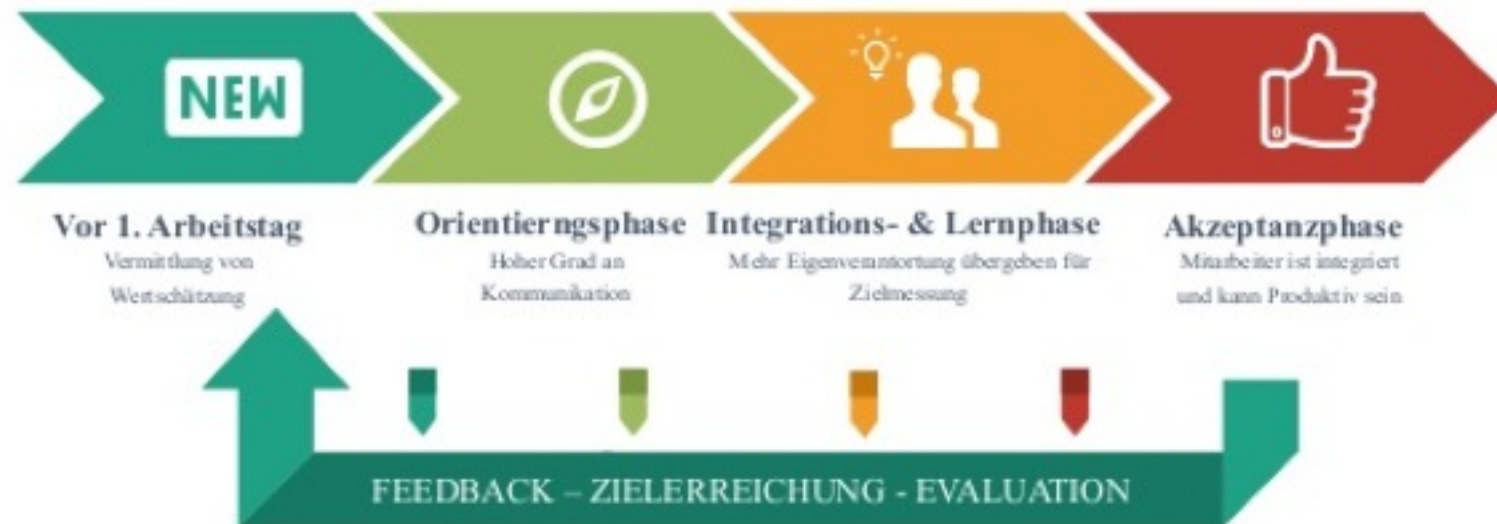 NEW
Vor 1. Arbeitstag
Vermittlung von
Wertschätzung
Orientierngsphase
Hoher Grad an
Kommunikation
Integrations- & Lernphase
Mehr Eigenverantortung übergeben für
Zielmessung
Akzeptanzphase
Mitarbeiter ist integriert
und kann Produktiv sein
FEEDBACK – ZIELERREICHUNG - EVALUATION